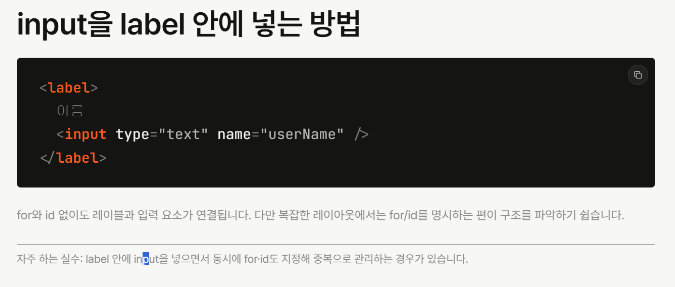 input을 label 안에 넣는 방법
<label>
이름
<input type="text" name="userName" />
</label>
for와 id 없이도 레이블과 입력 요소가 연결됩니다. 다만 복잡한 레이아웃에서는 for/id를 명시하는 편이 구조를 파악하기 쉽습니다.
자주 하는 실수: label 안에 input을 넣으면서 동시에 for·id도 지정해 중복으로 관리하는 경우가 있습니다.